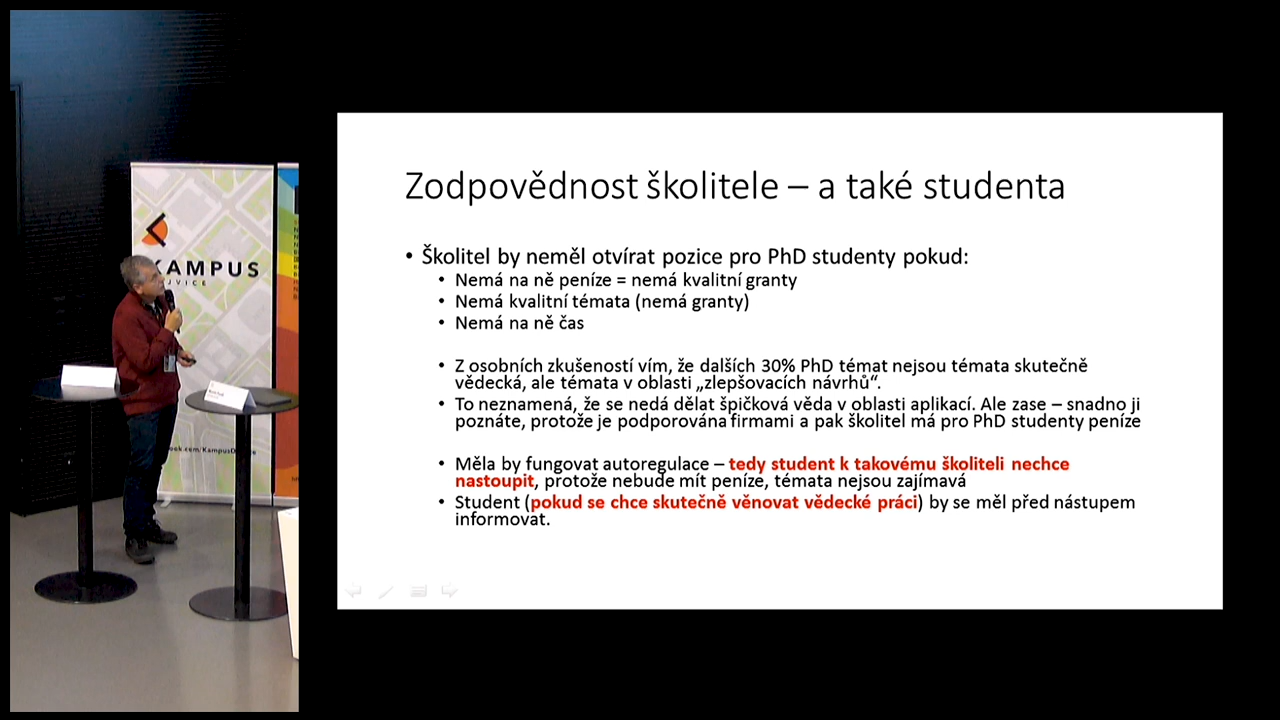 KAMPUS
JVICE
ook.com/KampusD
Zodpovědnost školitele – a také studenta
• Školitel by neměl otvírat pozice pro PhD studenty pokud:
• Nemá na ně peníze = nemá kvalitní granty
• Nemá kvalitní témata (nemá granty)
• Nemá na ně čas
• Z osobních zkušeností vím, že dalších 30% PhD témat nejsou témata skutečně
vědecká, ale témata v oblasti „zlepšovacích návrhů“.
• To neznamená, že se nedá dělat špičková věda v oblasti aplikací. Ale zase – snadno ji
poznáte, protože je podporována firmami a pak školitel má pro PhD studenty peníze
• Měla by fungovat autoregulace – tedy student k takovému školiteli nechce
nastoupit, protože nebude mít peníze, témata nejsou zajímavá
• Student (pokud se chce skutečně věnovat vědecké práci) by se měl před nástupem
informovat.